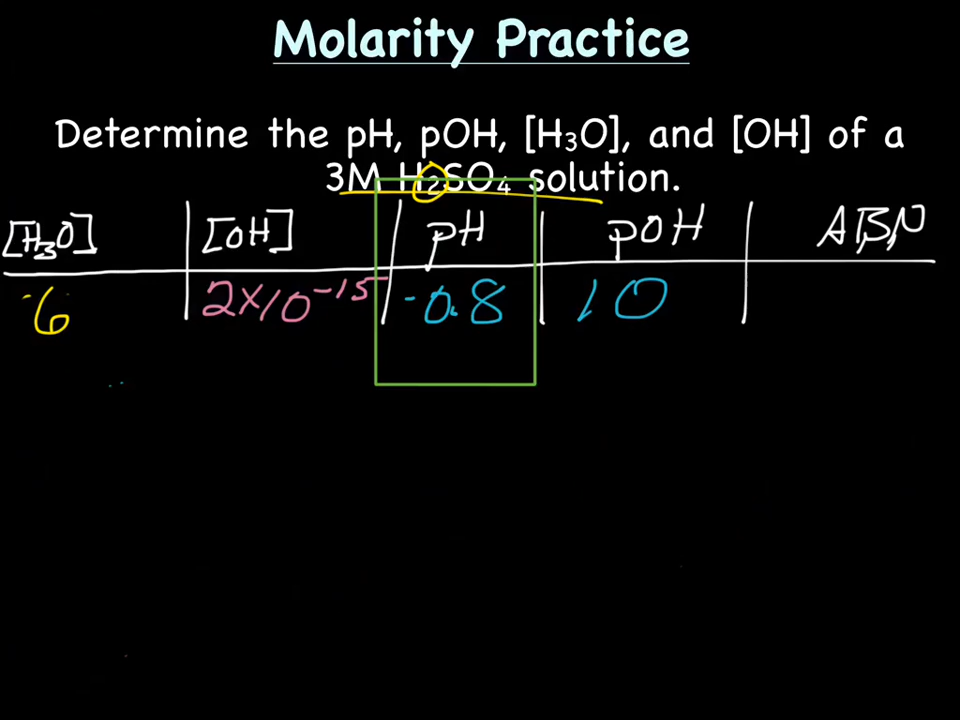 Molarity Practice
Determine the pH, pOH, [H₃O], and [OH] of a
3M H₂SO₄ solution.
[H₃O] [OH] pH pOH A,B,N
6 2x10⁻¹⁵ -0.8 10